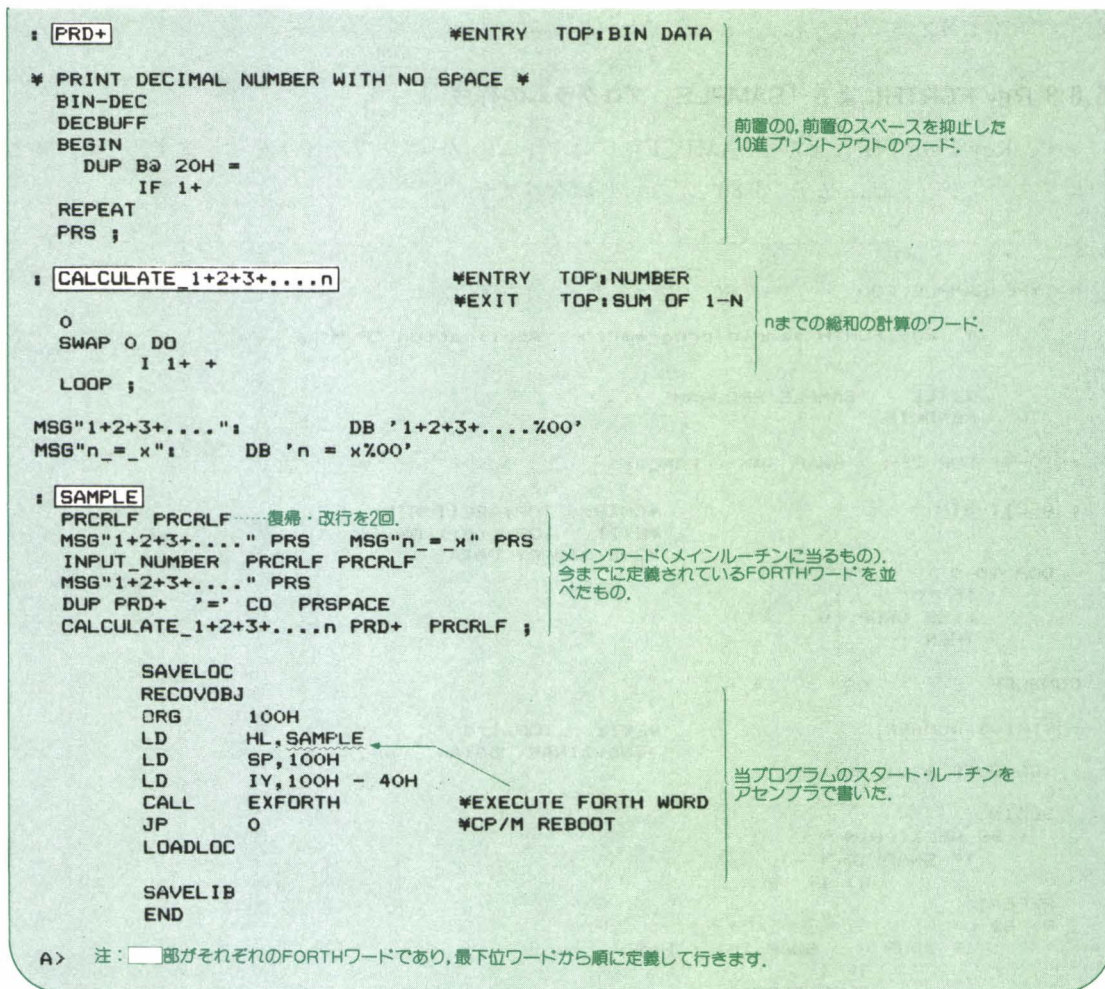 : PRD+ ¥ENTRY TOP:BIN DATA
¥ PRINT DECIMAL NUMBER WITH NO SPACE ¥
BIN-DEC
DECBUFF
BEGIN
DUP B@ 20H =
IF 1+
REPEAT
PRS ;
前置の0,前置のスペースを抑止した
10進プリントアウトのワード.
: CALCULATE_1+2+3+....n ¥ENTRY TOP:NUMBER
¥EXIT TOP:SUM OF 1-N
0
SWAP 0 DO
I 1+ +
LOOP ;
nまでの総和の計算のワード.
MSG"1+2+3+....": DB '1+2+3+....%00'
MSG"n_=_x": DB 'n = x%00'
: SAMPLE
PRCRLF PRCRLF……復帰・改行を2回.
MSG"1+2+3+...." PRS MSG"n_=_x" PRS
INPUT_NUMBER PRCRLF PRCRLF
MSG"1+2+3+...." PRS
DUP PRD+ '=' CO PRSPACE
CALCULATE_1+2+3+....n PRD+ PRCRLF ;
メインワード(メインルーチンに当るもの).
今までに定義されているFORTHワードを並
べたもの.
SAVELOC
RECOVOBJ
ORG 100H
LD HL,SAMPLE
LD SP,100H
LD IY,100H - 40H
CALL EXFORTH ¥EXECUTE FORTH WORD
JP 0 ¥CP/M REBOOT
LOADLOC
当プログラムのスタート・ルーチンを
アセンブラで書いた.
SAVELIB
END
A> 注:□部がそれぞれのFORTHワードであり,最下位ワードから順に定義して行きます.